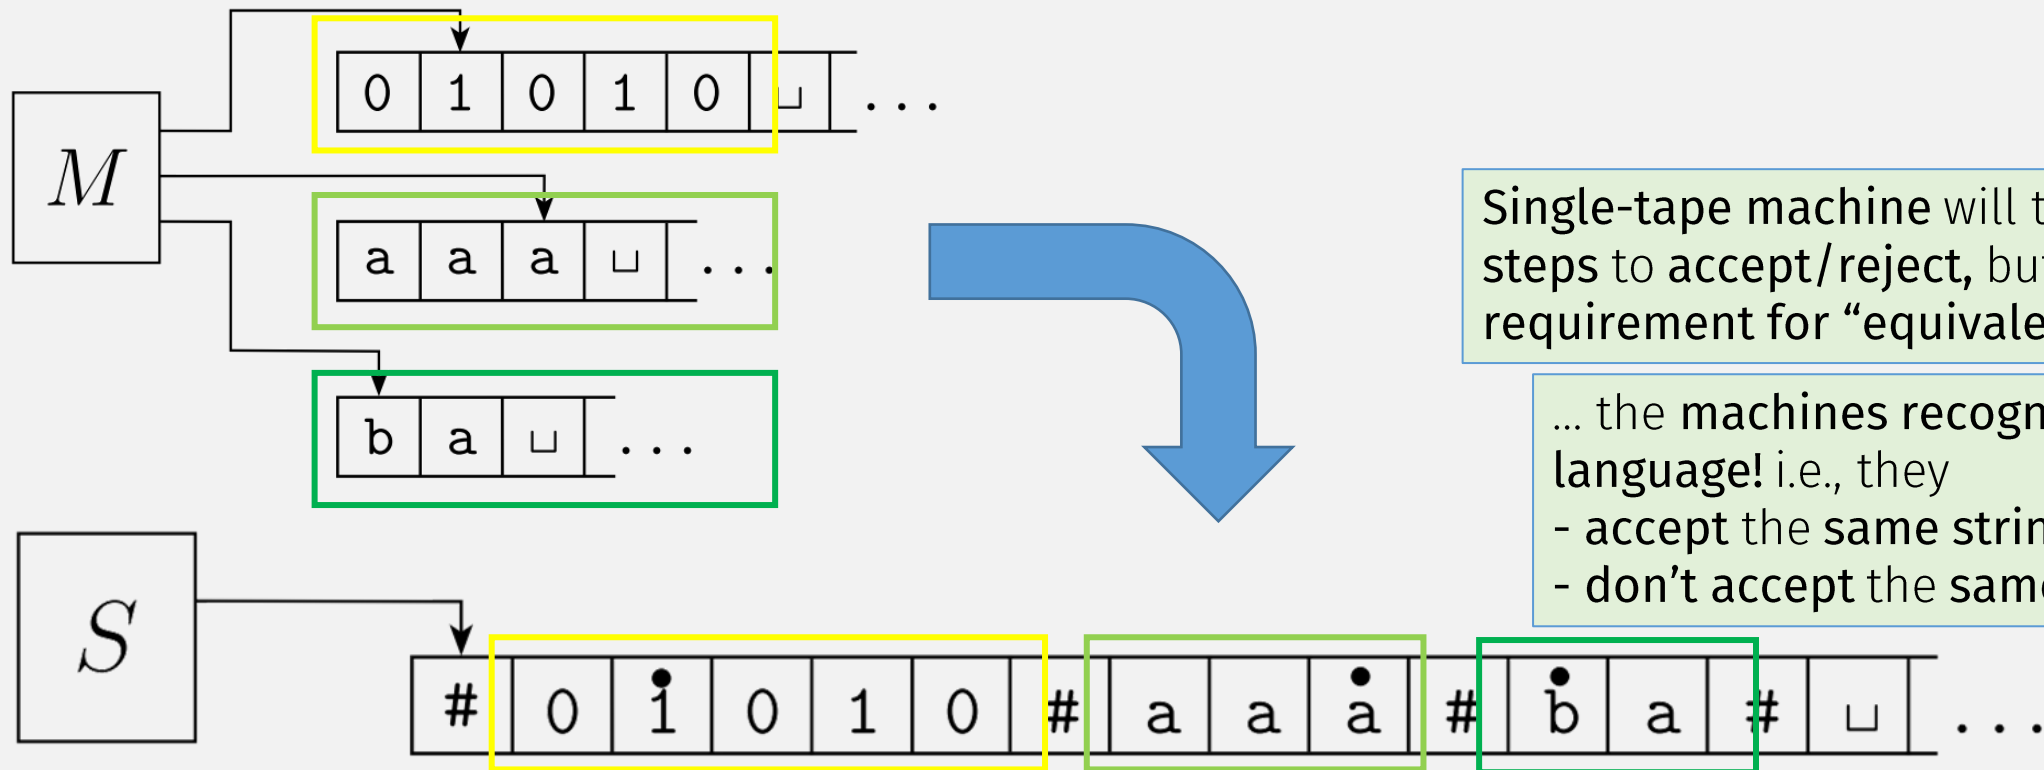 0 1 0 1 0 ␣ ...
M
a a a ␣ ...
b a ␣ ...
Single-tape machine will
steps to accept/reject,
requirement for
... the machines
language! i.e., they
- accept the same
- don't accept the
S
# 0 1 0 1 0 # a a a # b a # ␣ ...